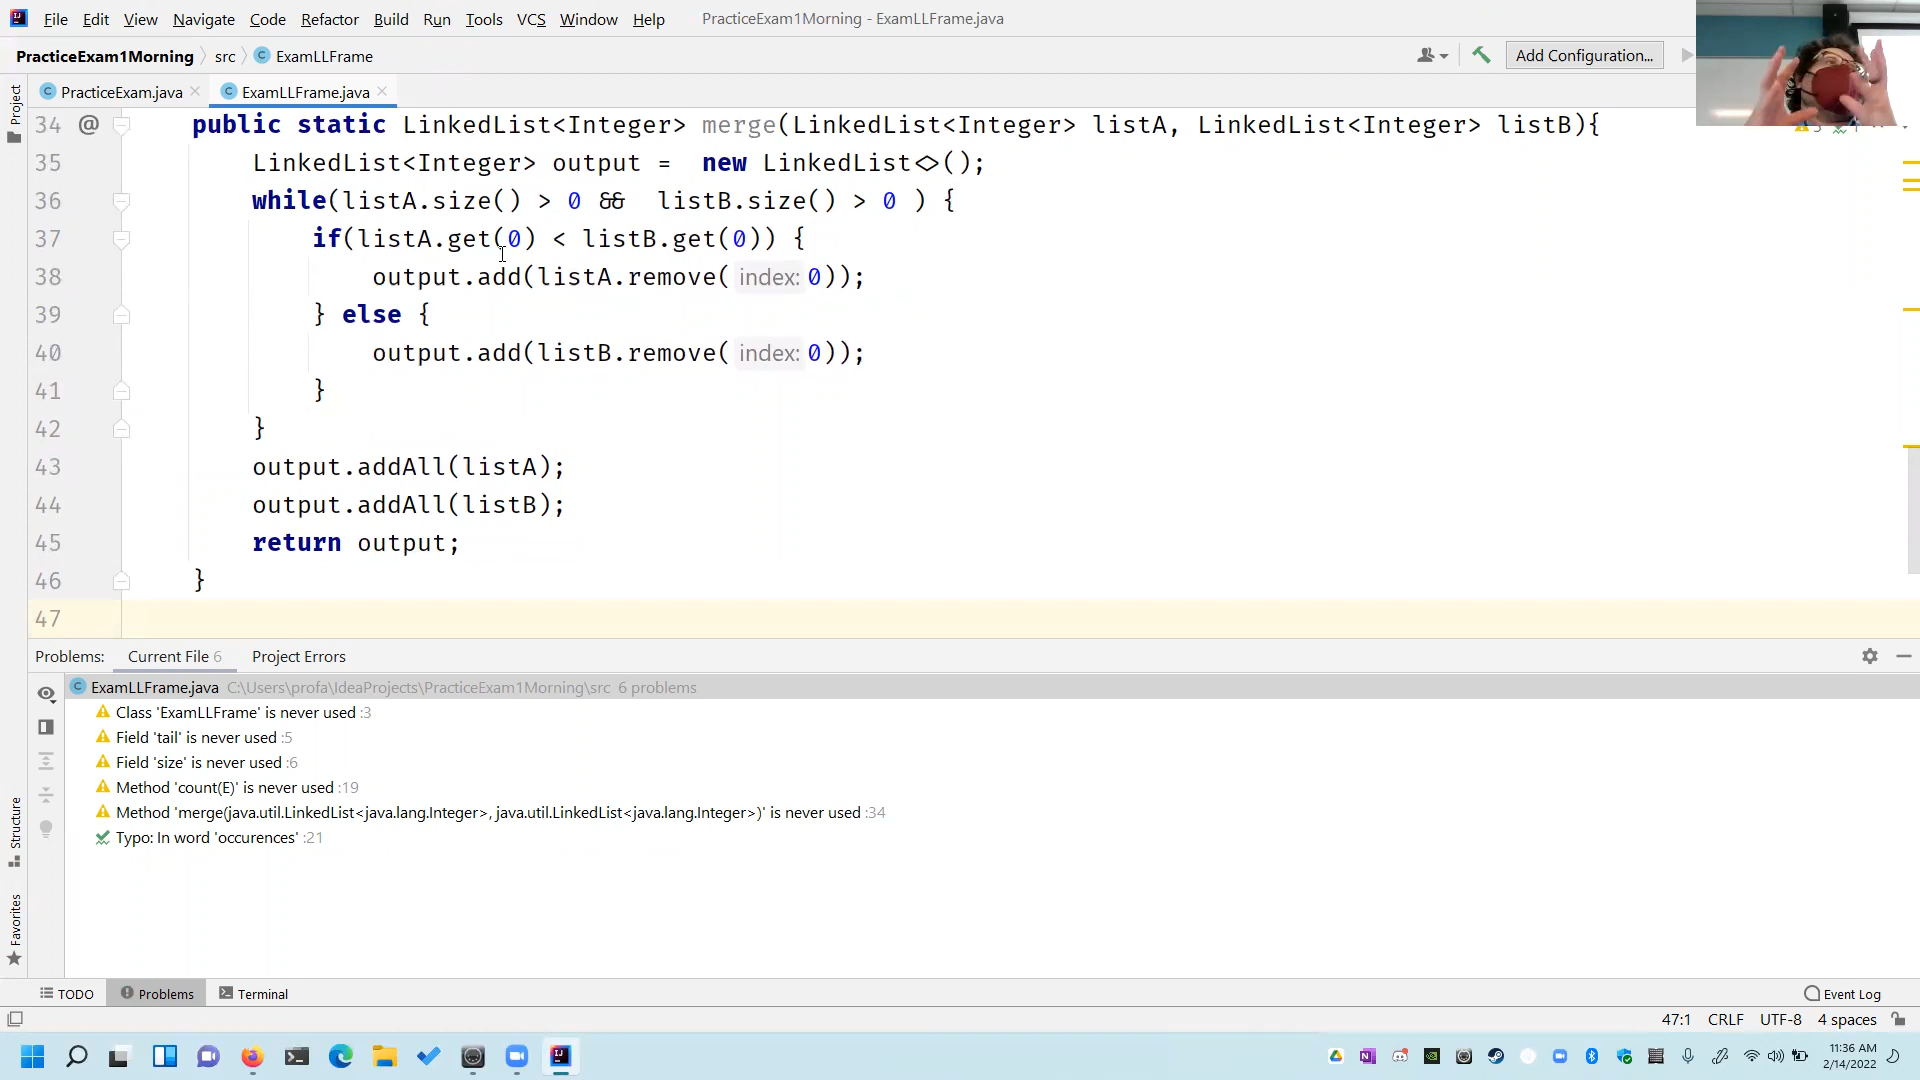 File Edit View Navigate Code Refactor Build Run Tools VCS Window Help PracticeExam1Morning - ExamLLFrame.java
PracticeExam1Morning src ExamLLFrame Add Configuration...
PracticeExam.java ExamLLFrame.java
Project
34 @ public static LinkedList<Integer> merge(LinkedList<Integer> listA, LinkedList<Integer> listB){
35 LinkedList<Integer> output = new LinkedList<>();
36 while(listA.size() > 0 && listB.size() > 0 ) {
37 if(listA.get(0) < listB.get(0)) {
38 output.add(listA.remove( index: 0));
39 } else {
40 output.add(listB.remove( index: 0));
41 }
42 }
43 output.addAll(listA);
44 output.addAll(listB);
45 return output;
46 }
47
Problems: Current File 6 Project Errors
ExamLLFrame.java C:\Users\profa\IdeaProjects\PracticeExam1Morning\src 6 problems
Class 'ExamLLFrame' is never used :3
Field 'tail' is never used :5
Field 'size' is never used :6
Method 'count(E)' is never used :19
Method 'merge(java.util.LinkedList<java.lang.Integer>, java.util.LinkedList<java.lang.Integer>)' is never used :34
Typo: In word 'occurences' :21
Structure
Favorites
TODO Problems Terminal Event Log
47:1 CRLF UTF-8 4 spaces
11:36 AM
2/14/2022